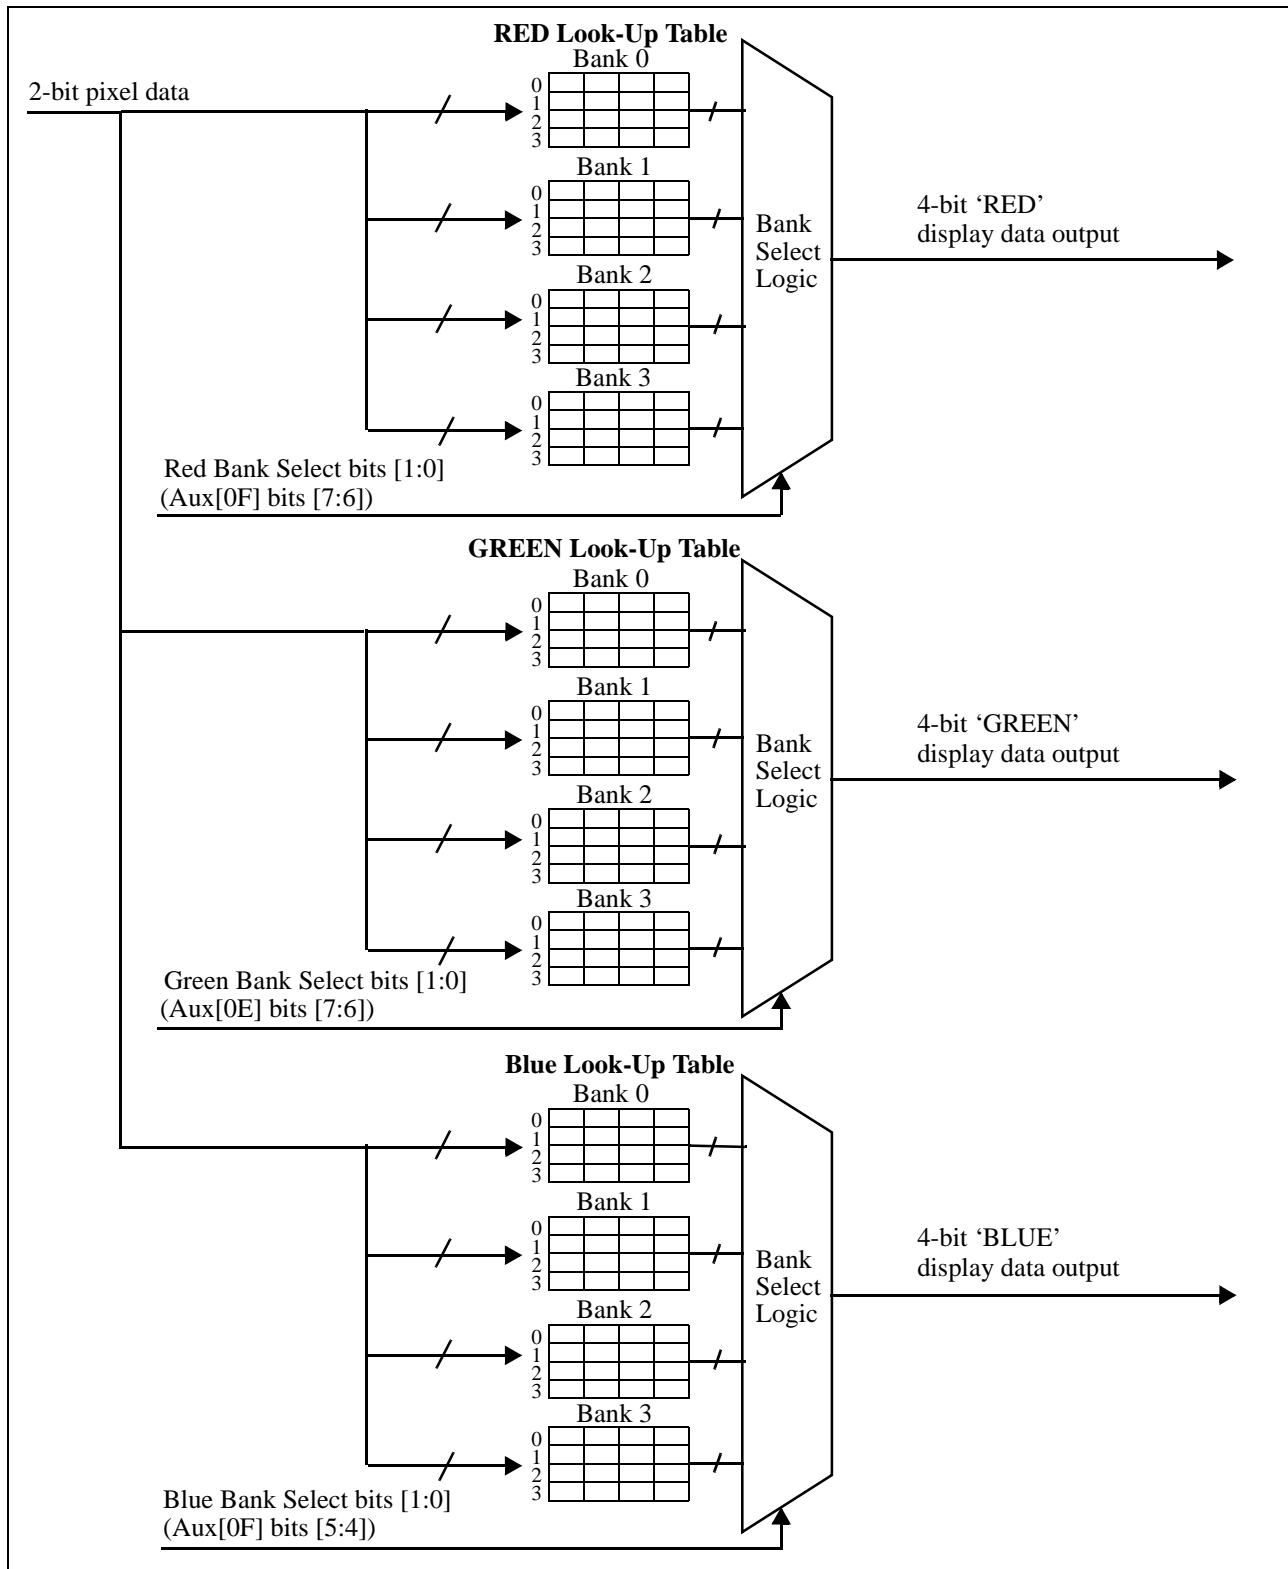 RED Look-Up Table
Bank 0
2-bit pixel data
0
1
2
3
Bank 1
0
1
2
3
Bank 2
0
1
2
3
Bank 3
0
1
2
3
Bank
Select
Logic
4-bit ‘RED’
display data output
Red Bank Select bits [1:0]
(Aux[0F] bits [7:6])
GREEN Look-Up Table
Bank 0
0
1
2
3
Bank 1
0
1
2
3
Bank 2
0
1
2
3
Bank 3
0
1
2
3
Bank
Select
Logic
4-bit ‘GREEN’
display data output
Green Bank Select bits [1:0]
(Aux[0E] bits [7:6])
Blue Look-Up Table
Bank 0
0
1
2
3
Bank 1
0
1
2
3
Bank 2
0
1
2
3
Bank 3
0
1
2
3
Bank
Select
Logic
4-bit ‘BLUE’
display data output
Blue Bank Select bits [1:0]
(Aux[0F] bits [5:4])